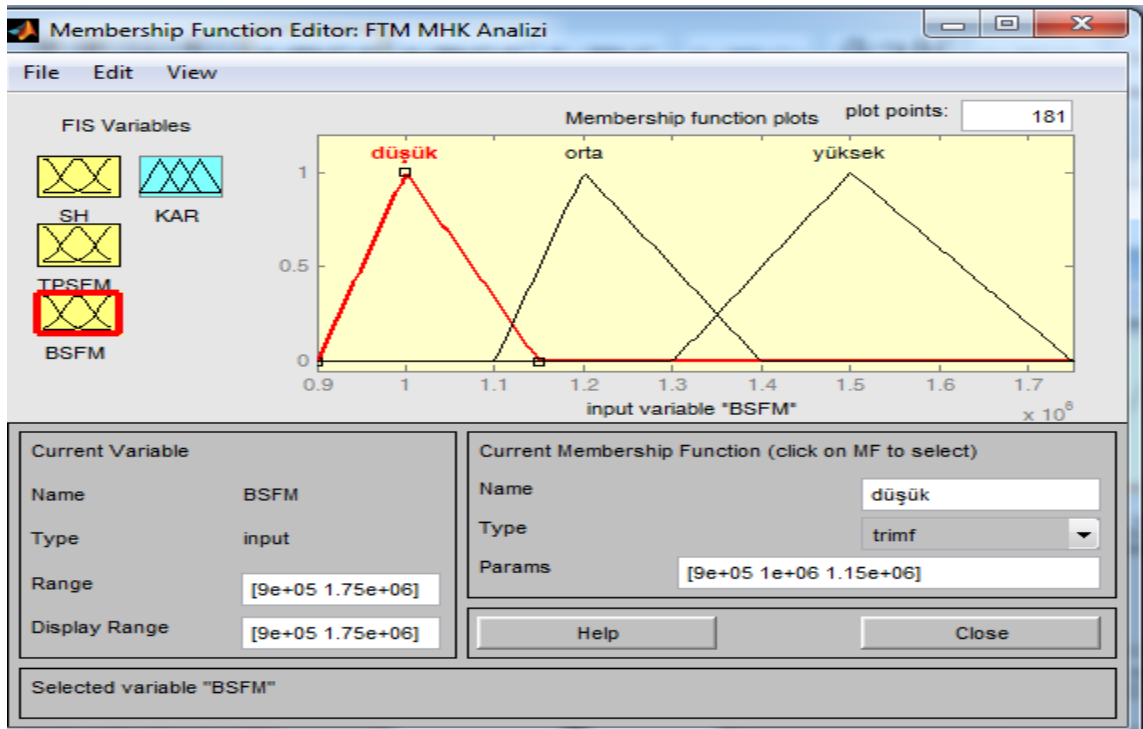 Membership Function Editor: FTM MHK Analizi
File Edit View
FIS Variables
SH
KAR
TPSFM
BSFM
Membership function plots
plot points:
181
düşük
orta
yüksek
1
0.5
0
0.9 1 1.1 1.2 1.3 1.4 1.5 1.6 1.7
input variable "BSFM"
x 10^6
Current Variable
Name BSFM
Type input
Range [9e+05 1.75e+06]
Display Range [9e+05 1.75e+06]
Current Membership Function (click on MF to select)
Name düşük
Type trimf
Params [9e+05 1e+06 1.15e+06]
Help Close
Selected variable "BSFM"